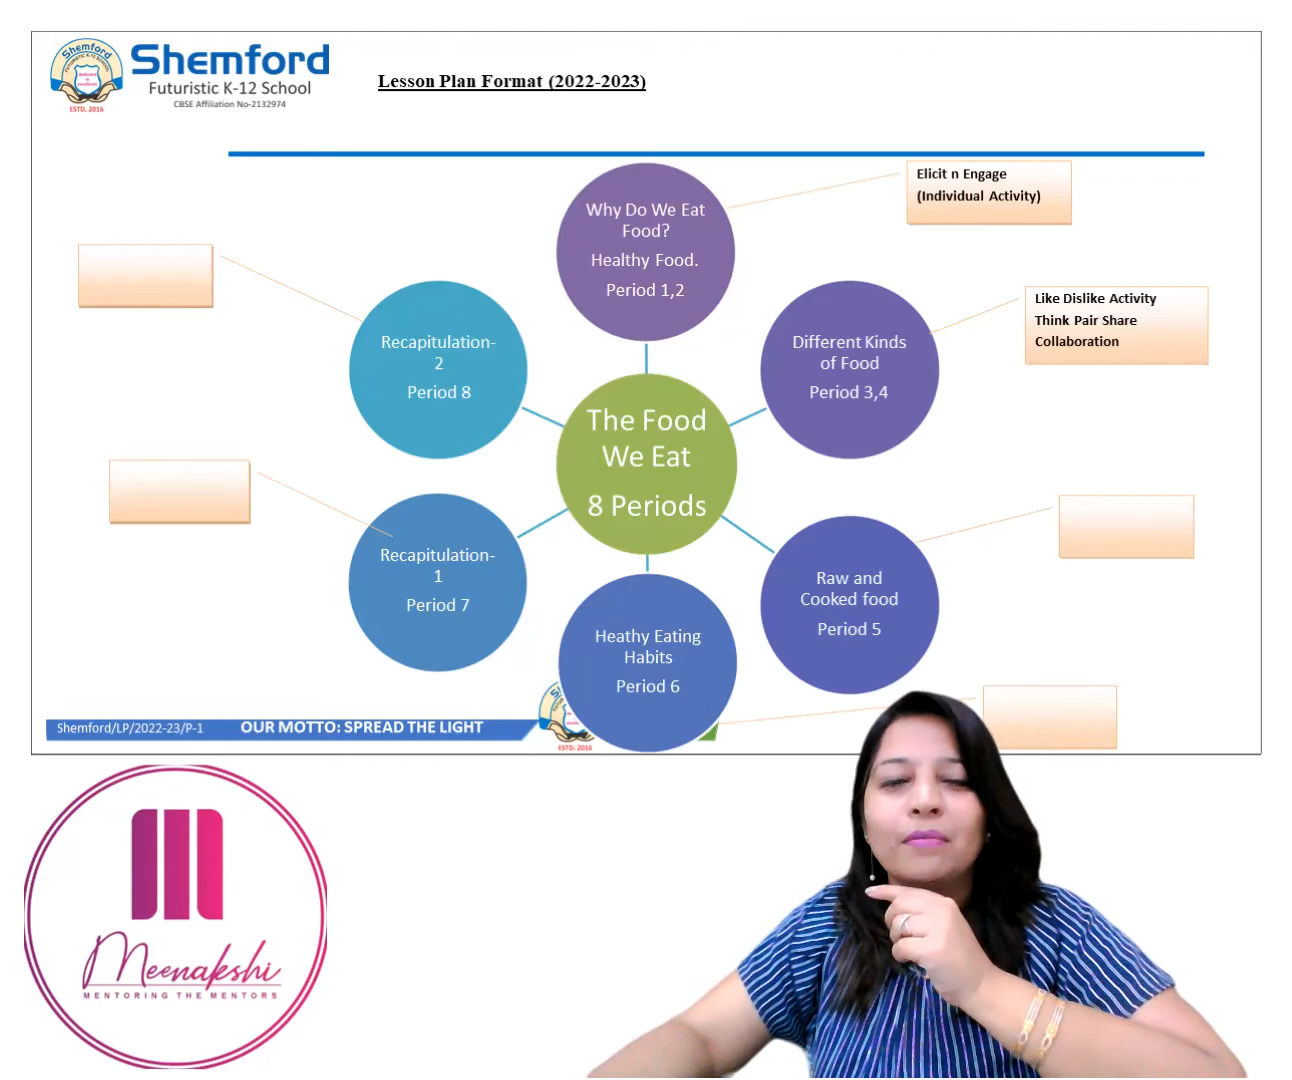 Shemford
FUTURISTIC K-12 SCHOOL
ESTD. 2016
Shemford
Futuristic K-12 School
CBSE Affiliation No-2132974
Lesson Plan Format (2022-2023)
Why Do We Eat
Food?
Healthy Food.
Period 1,2
Elicit n Engage
(Individual Activity)
Different Kinds
of Food
Period 3,4
Like Dislike Activity
Think Pair Share
Collaboration
Raw and
Cooked food
Period 5
Heathy Eating
Habits
Period 6
Recapitulation-
1
Period 7
Recapitulation-
2
Period 8
The Food
We Eat
8 Periods
Shemford/LP/2022-23/P-1
OUR MOTTO: SPREAD THE LIGHT
ESTD. 2016
Meenakshi
MENTORING THE MENTORS